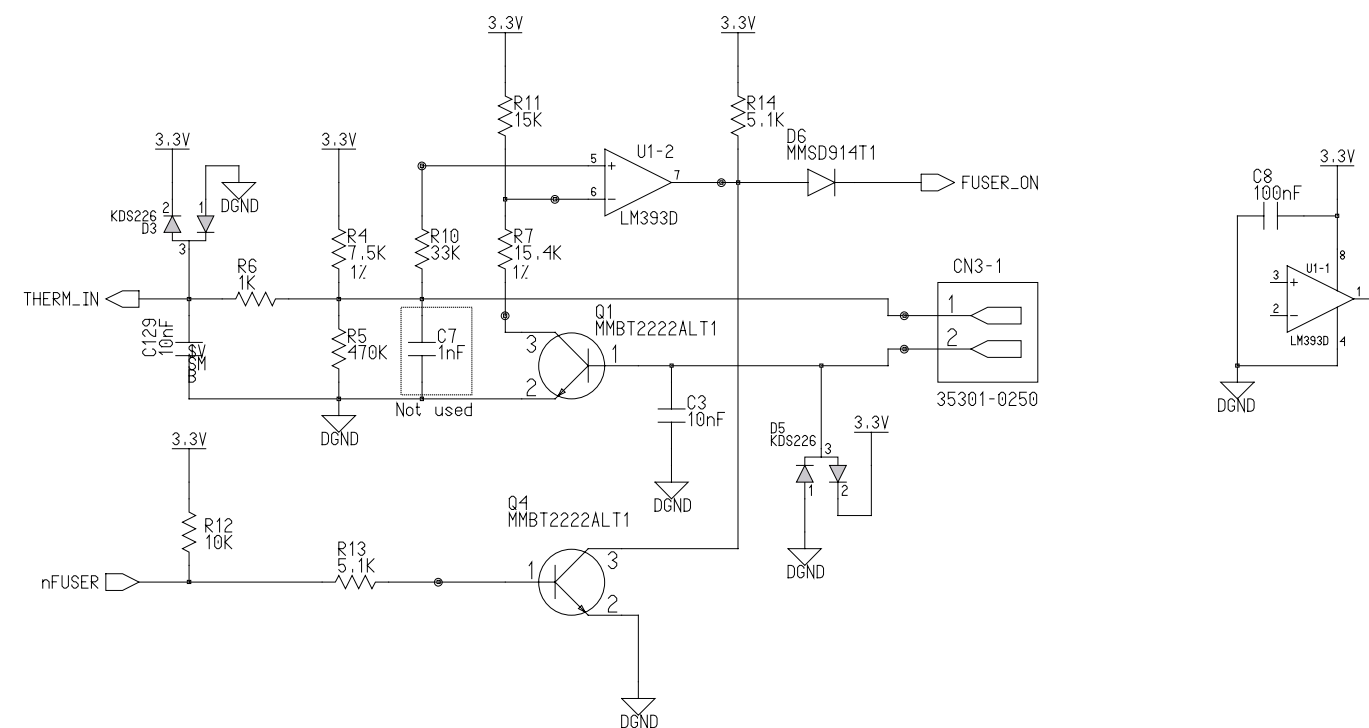 3.3V
3.3V
R11
15K
R14
5.1K
D6
MMSD914T1
3.3V
3.3V
3.3V
5
+
U1-2
7
6
−
LM393D
FUSER_ON
C8
100nF
DGND
2
1
KDS226
D3
3
R4
7.5K
1%
R10
33K
R7
15.4K
1%
R6
1K
THERM_IN
CN3-1
1
2
35301-0250
8
U1-1
3
+
1
2
−
LM393D
4
DGND
C129
10nF
$V
SM
B
R5
470K
C7
1nF
Not used
Q1
MMBT2222ALT1
3
1
2
DGND
C3
10nF
DGND
D5
KDS226
3.3V
3
1
2
DGND
3.3V
R12
10K
nFUSER
R13
5.1K
Q4
MMBT2222ALT1
1
3
2
DGND